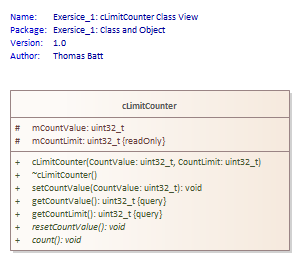 Name: Exersice_1: cLimitCounter Class View
Package: Exersice_1: Class and Object
Version: 1.0
Author: Thomas Batt
cLimitCounter
# mCountValue: uint32_t
# mCountLimit: uint32_t {readOnly}
+ cLimitCounter(CountValue: uint32_t, CountLimit: uint32_t)
+ ~cLimitCounter()
+ setCountValue(CountValue: uint32_t): void
+ getCountValue(): uint32_t {query}
+ getCountLimit(): uint32_t {query}
+ resetCountValue(): void
+ count(): void